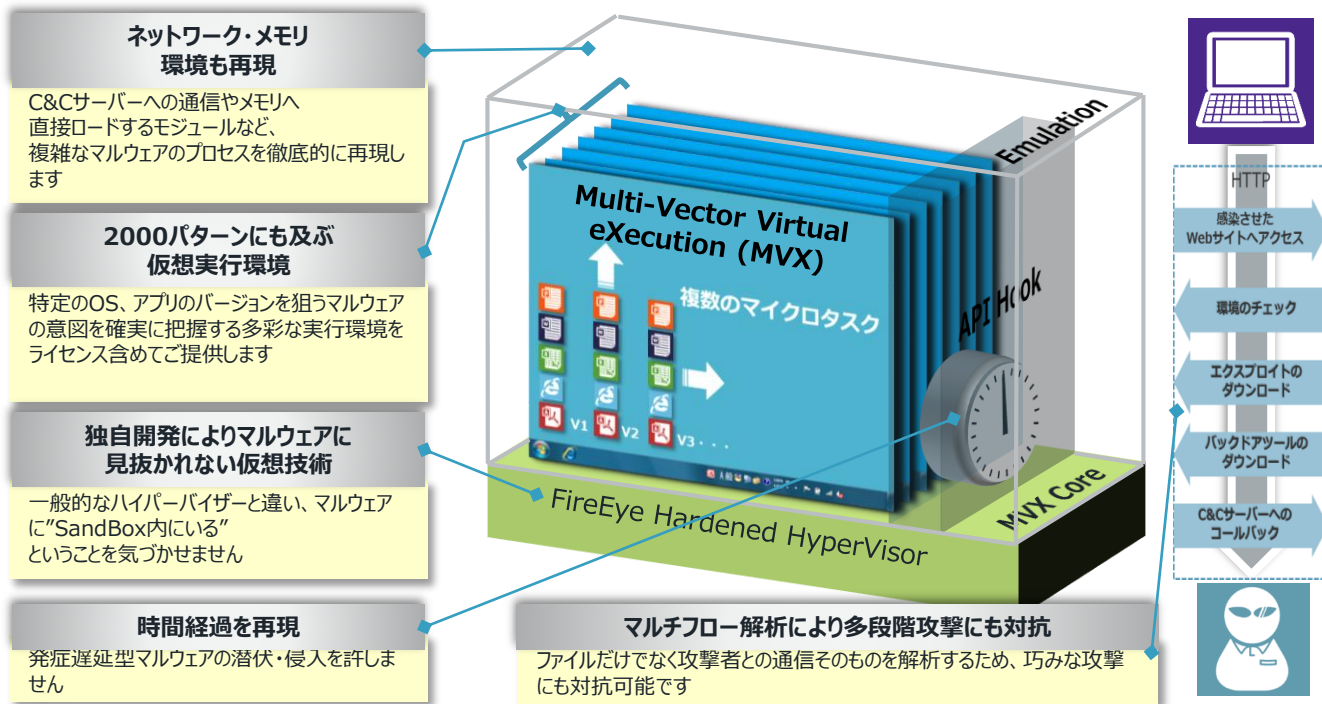 ネットワーク・メモリ
環境も再現
C&Cサーバーへの通信やメモリへ
直接ロードするモジュールなど、
複雑なマルウェアのプロセスを徹底的に再現し
ます
2000パターンにも及ぶ
仮想実行環境
特定のOS、アプリのバージョンを狙うマルウェア
の意図を確実に把握する多彩な実行環境を
ライセンス含めてご提供します
独自開発によりマルウェアに
見抜かれない仮想技術
一般的なハイパーバイザーと違い、マルウェア
に”SandBox内にいる”
ということを気づかせません
時間経過を再現
発症遅延型マルウェアの潜伏・侵入を許しま
せん
Multi-Vector Virtual
eXecution (MVX)
複数のマイクロタスク
V1 V2 V3・・・
Emulation
API Hook
MVX Core
FireEye Hardened HyperVisor
マルチフロー解析により多段階攻撃にも対抗
ファイルだけでなく攻撃者との通信そのものを解析するため、巧みな攻撃
にも対抗可能です
HTTP
感染させた
Webサイトへアクセス
環境のチェック
エクスプロイトの
ダウンロード
バックドアツールの
ダウンロード
C&Cサーバーへの
コールバック